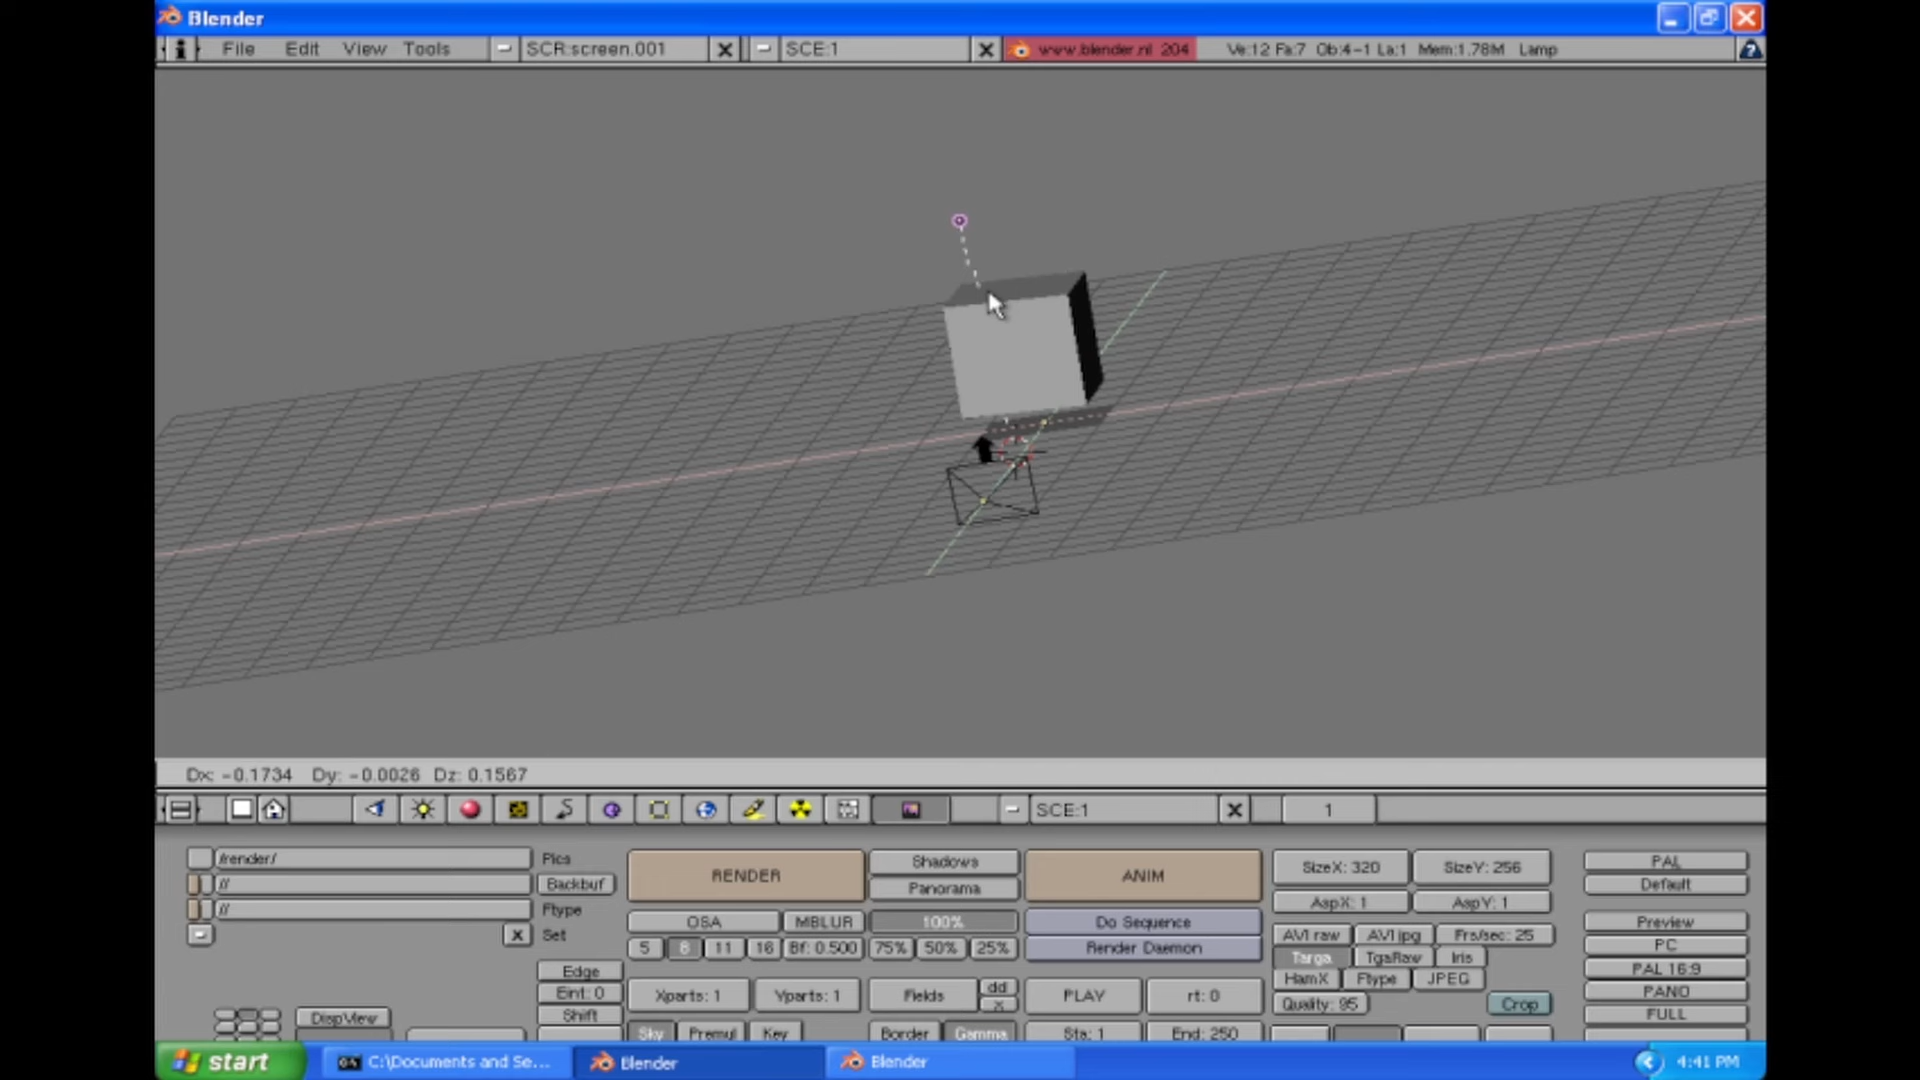 Blender
File Edit View Tools SCR:screen.001 SCE:1 www.blender.nl 204 Ve:12 Fa:7 Ob:4-1 La:1 Mem:1.78M Lamp
Dx: -0.1734 Dy: -0.0026 Dz: 0.1567
SCE:1 1
/render/ Pics
// Backbuf
// Ftype
Set
RENDER Shadows ANIM SizeX: 320 SizeY: 256 PAL
Panorama Default
AspX: 1 AspY: 1
OSA MBLUR 100% Do Sequence Preview
AVI raw AVI jpg Frs/sec: 25 PC
5 8 11 16 Bf: 0.500 75% 50% 25% Render Daemon
Targa TgaRaw Iris PAL 16:9
Edge HamX Ftype JPEG
Eint: 0 Xparts: 1 Yparts: 1 Fields dd PLAY rt: 0 PANO
x Quality: 95 Crop
DispView Shift FULL
Sky Premul Key Border Gamma Sta: 1 End: 250
start C:\Documents and Se... Blender Blender 4:41 PM